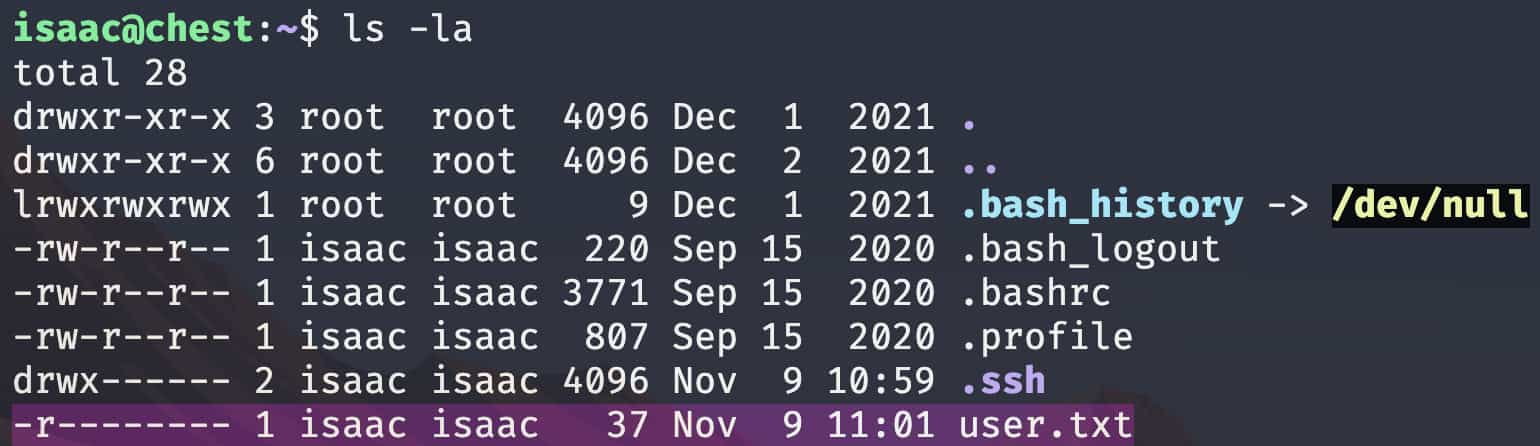 isaac@chest:~$ ls -la
total 28
drwxr-xr-x 3 root  root  4096 Dec  1  2021 .
drwxr-xr-x 6 root  root  4096 Dec  2  2021 ..
lrwxrwxrwx 1 root  root     9 Dec  1  2021 .bash_history -> /dev/null
-rw-r--r-- 1 isaac isaac  220 Sep 15  2020 .bash_logout
-rw-r--r-- 1 isaac isaac 3771 Sep 15  2020 .bashrc
-rw-r--r-- 1 isaac isaac  807 Sep 15  2020 .profile
drwx------ 2 isaac isaac 4096 Nov  9 10:59 .ssh
-r-------- 1 isaac isaac   37 Nov  9 11:01 user.txt